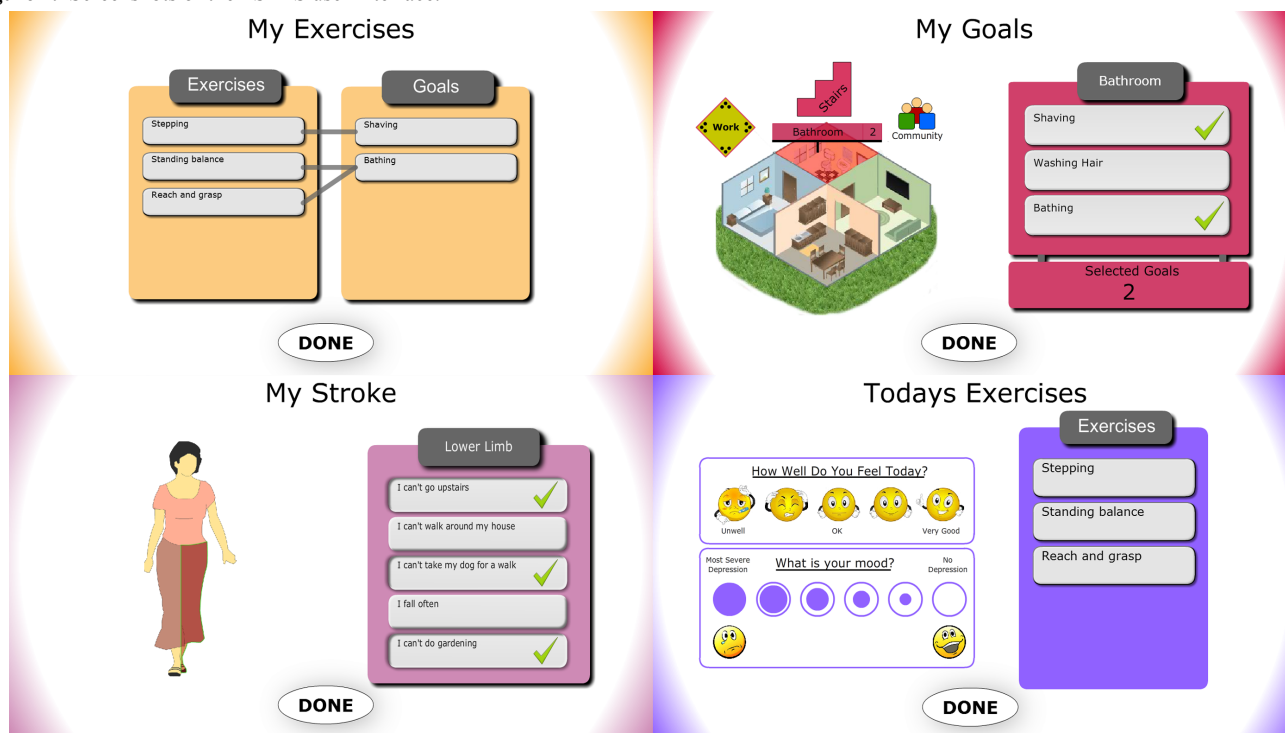 My Exercises
Exercises
Goals
Stepping
Shaving
Standing balance
Bathing
Reach and grasp
DONE
My Goals
Stairs
Work
Bathroom 2
Community
Bathroom
Shaving
Washing Hair
Bathing
Selected Goals
2
DONE
My Stroke
Lower Limb
I can't go upstairs
I can't walk around my house
I can't take my dog for a walk
I fall often
I can't do gardening
DONE
Todays Exercises
How Well Do You Feel Today?
Unwell
OK
Very Good
Most Severe
Depression
What is your mood?
No
Depression
Exercises
Stepping
Standing balance
Reach and grasp
DONE